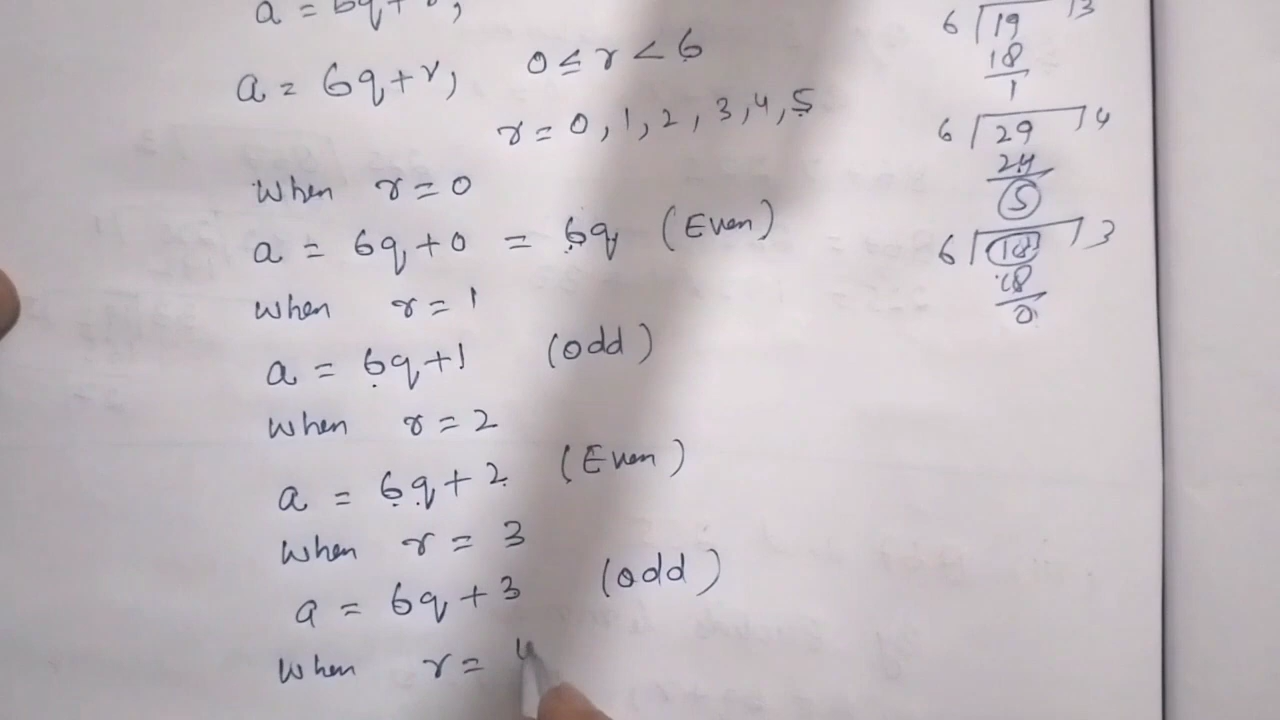 a = 6q +
a = 6q + r, 0 ≤ r < 6
r = 0, 1, 2, 3, 4, 5
When r = 0
a = 6q + 0 = 6q (Even)
When r = 1
a = 6q + 1 (odd)
When r = 2
a = 6q + 2 (Even)
When r = 3
a = 6q + 3 (odd)
When r = 4
6 19 3
18
1
6 29 4
24
5
6 18 3
18
0